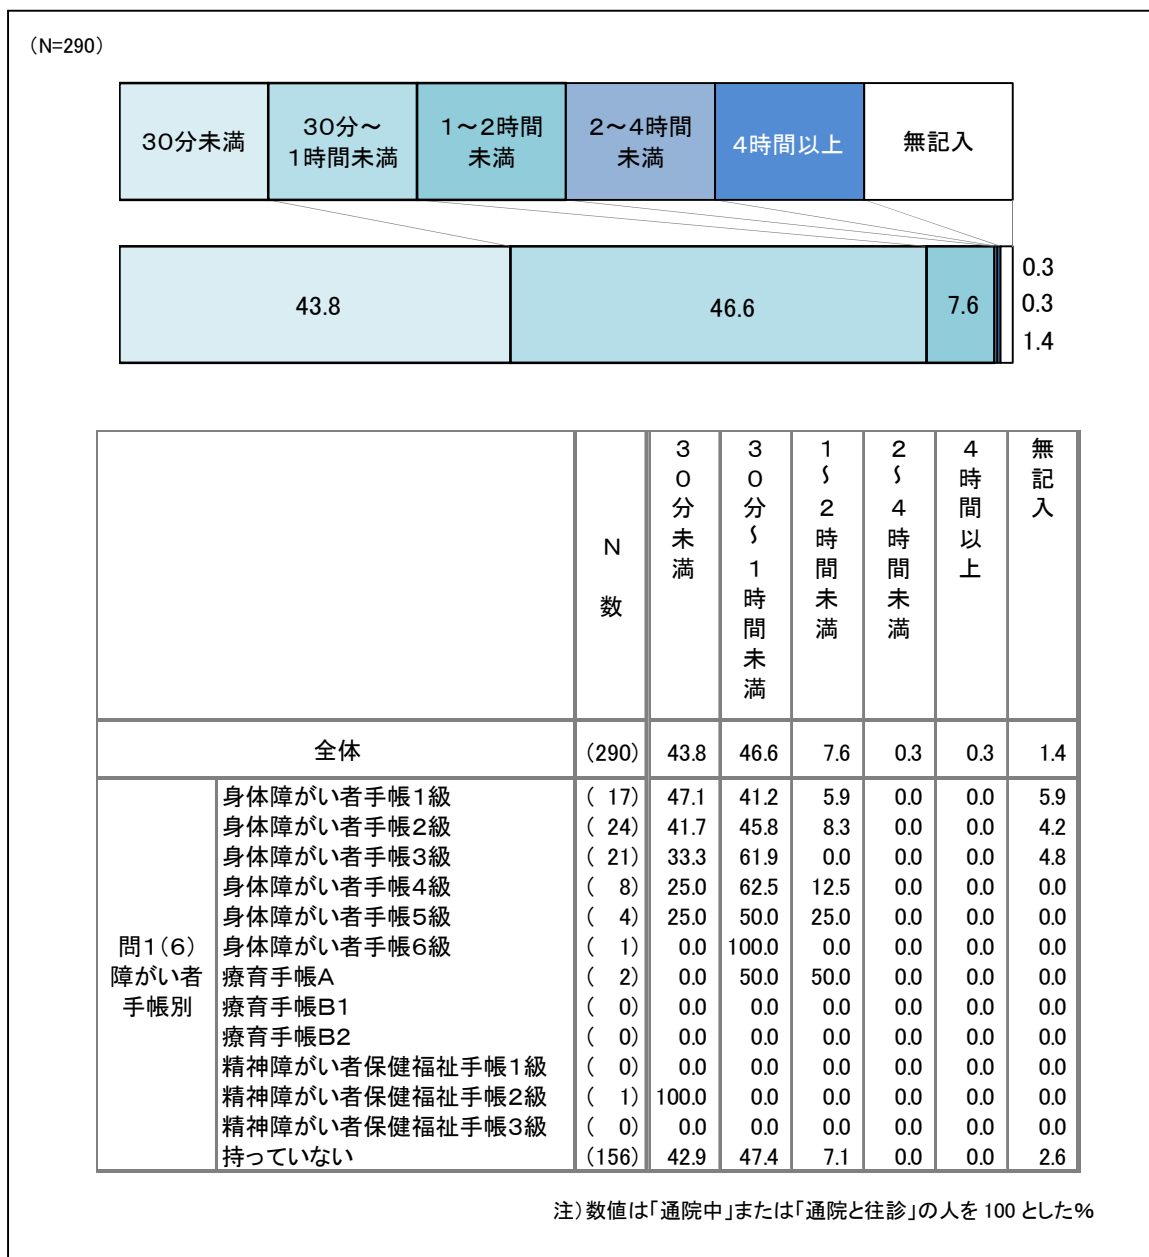 (N=290)
30分未満 30分～1時間未満 1～2時間未満 2～4時間未満 4時間以上 無記入
43.8 46.6 7.6 0.3
0.3
1.4
N数 30分未満 30分～1時間未満 1～2時間未満 2～4時間未満 4時間以上 無記入
全体 (290) 43.8 46.6 7.6 0.3 0.3 1.4
問1(6)障がい者手帳別
身体障がい者手帳1級 ( 17) 47.1 41.2 5.9 0.0 0.0 5.9
身体障がい者手帳2級 ( 24) 41.7 45.8 8.3 0.0 0.0 4.2
身体障がい者手帳3級 ( 21) 33.3 61.9 0.0 0.0 0.0 4.8
身体障がい者手帳4級 ( 8) 25.0 62.5 12.5 0.0 0.0 0.0
身体障がい者手帳5級 ( 4) 25.0 50.0 25.0 0.0 0.0 0.0
身体障がい者手帳6級 ( 1) 0.0 100.0 0.0 0.0 0.0 0.0
療育手帳A ( 2) 0.0 50.0 50.0 0.0 0.0 0.0
療育手帳B1 ( 0) 0.0 0.0 0.0 0.0 0.0 0.0
療育手帳B2 ( 0) 0.0 0.0 0.0 0.0 0.0 0.0
精神障がい者保健福祉手帳1級 ( 0) 0.0 0.0 0.0 0.0 0.0 0.0
精神障がい者保健福祉手帳2級 ( 1) 100.0 0.0 0.0 0.0 0.0 0.0
精神障がい者保健福祉手帳3級 ( 0) 0.0 0.0 0.0 0.0 0.0 0.0
持っていない (156) 42.9 47.4 7.1 0.0 0.0 2.6
注)数値は「通院中」または「通院と往診」の人を 100 とした%